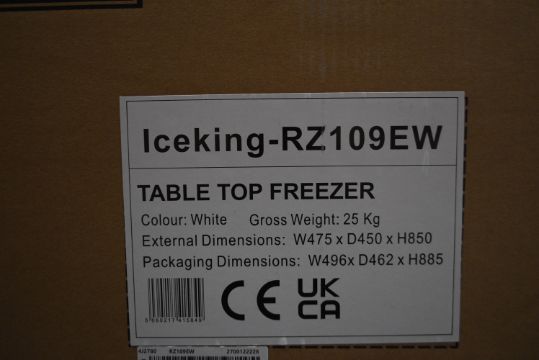 Iceking-RZ109EW
TABLE TOP FREEZER
Colour: White Gross Weight: 25 Kg
External Dimensions: W475 x D450 x H850
Packaging Dimensions: W496x D462 x H885
CE UK
CA
RZ109EW